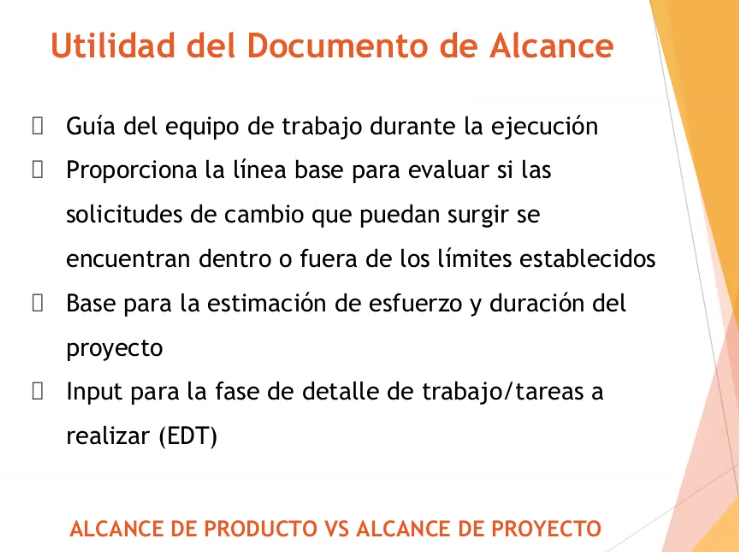 Utilidad del Documento de Alcance
Guía del equipo de trabajo durante la ejecución
Proporciona la línea base para evaluar si las
solicitudes de cambio que puedan surgir se
encuentran dentro o fuera de los límites establecidos
Base para la estimación de esfuerzo y duración del
proyecto
Input para la fase de detalle de trabajo/tareas a
realizar (EDT)
ALCANCE DE PRODUCTO VS ALCANCE DE PROYECTO